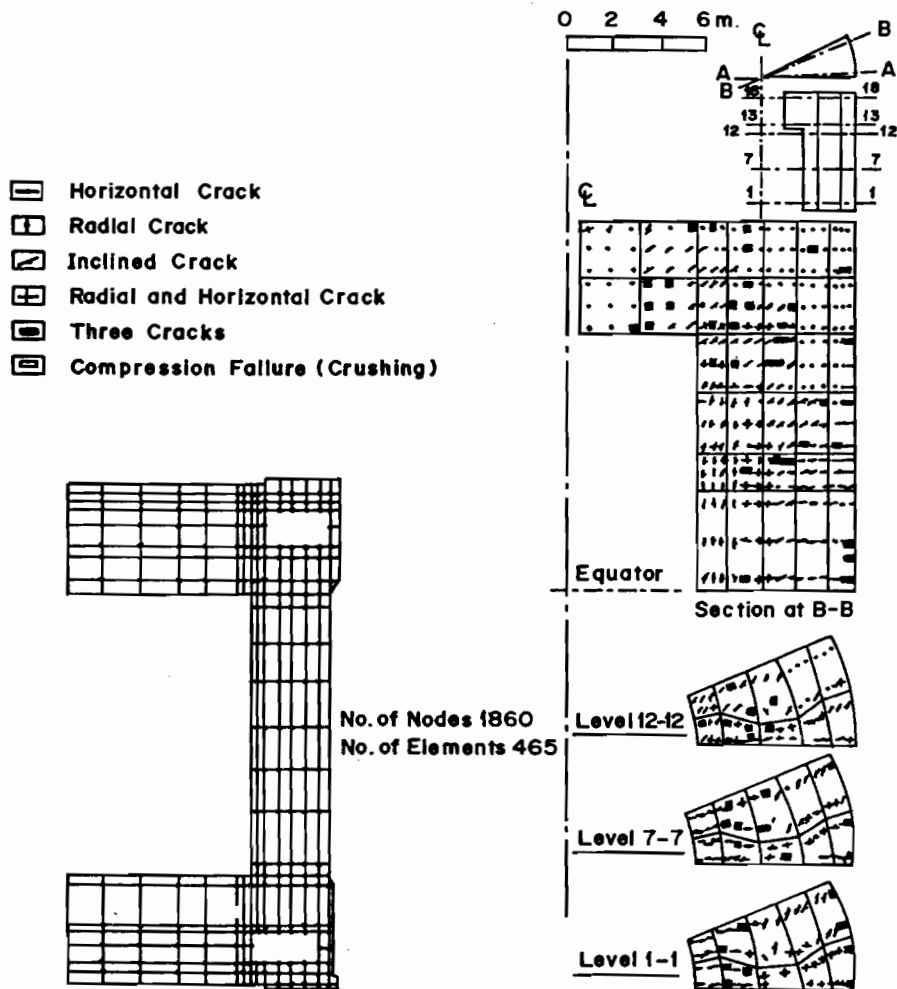 0 2 4 6 m.
℄
B
A A
B
18 18
13 13
12 12
7 7
1 1
℄
Horizontal Crack
Radial Crack
Inclined Crack
Radial and Horizontal Crack
Three Cracks
Compression Failure (Crushing)
Equator
Section at B-B
No. of Nodes 1860
No. of Elements 465
Level 12-12
Level 7-7
Level 1-1